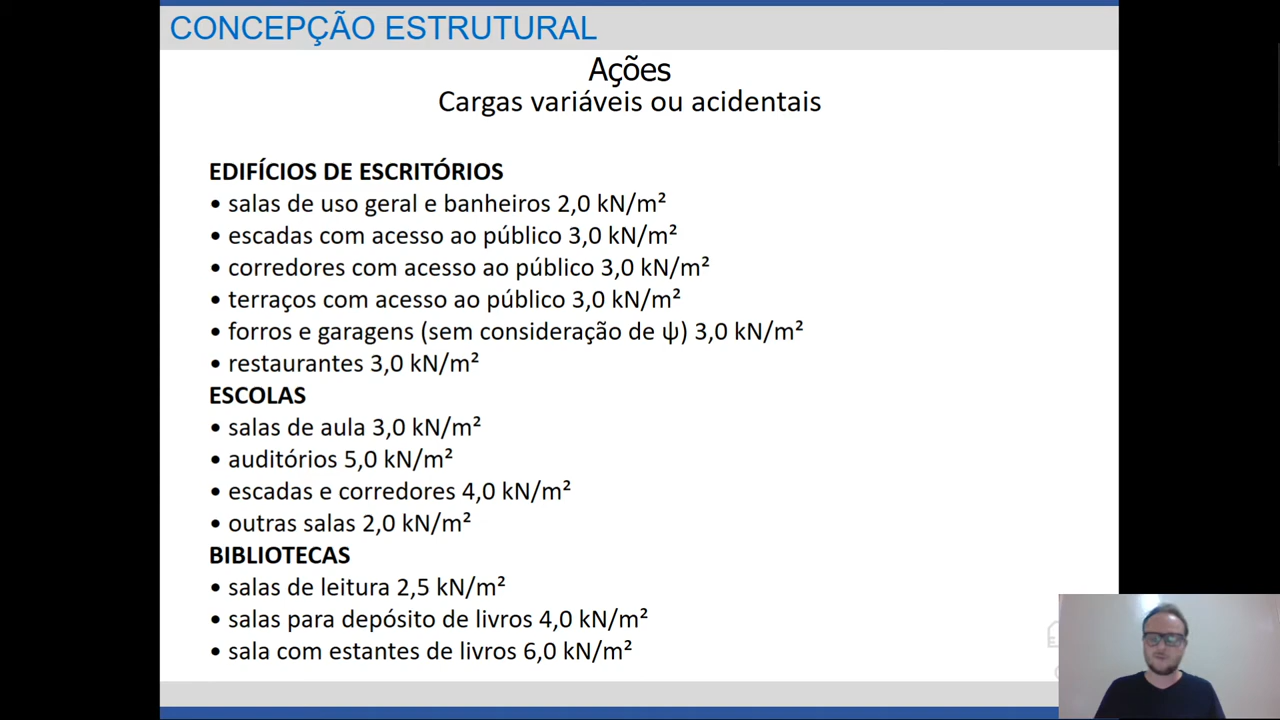 CONCEPÇÃO ESTRUTURAL
Ações
Cargas variáveis ou acidentais
EDIFÍCIOS DE ESCRITÓRIOS
• salas de uso geral e banheiros 2,0 kN/m²
• escadas com acesso ao público 3,0 kN/m²
• corredores com acesso ao público 3,0 kN/m²
• terraços com acesso ao público 3,0 kN/m²
• forros e garagens (sem consideração de ψ) 3,0 kN/m²
• restaurantes 3,0 kN/m²
ESCOLAS
• salas de aula 3,0 kN/m²
• auditórios 5,0 kN/m²
• escadas e corredores 4,0 kN/m²
• outras salas 2,0 kN/m²
BIBLIOTECAS
• salas de leitura 2,5 kN/m²
• salas para depósito de livros 4,0 kN/m²
• sala com estantes de livros 6,0 kN/m²